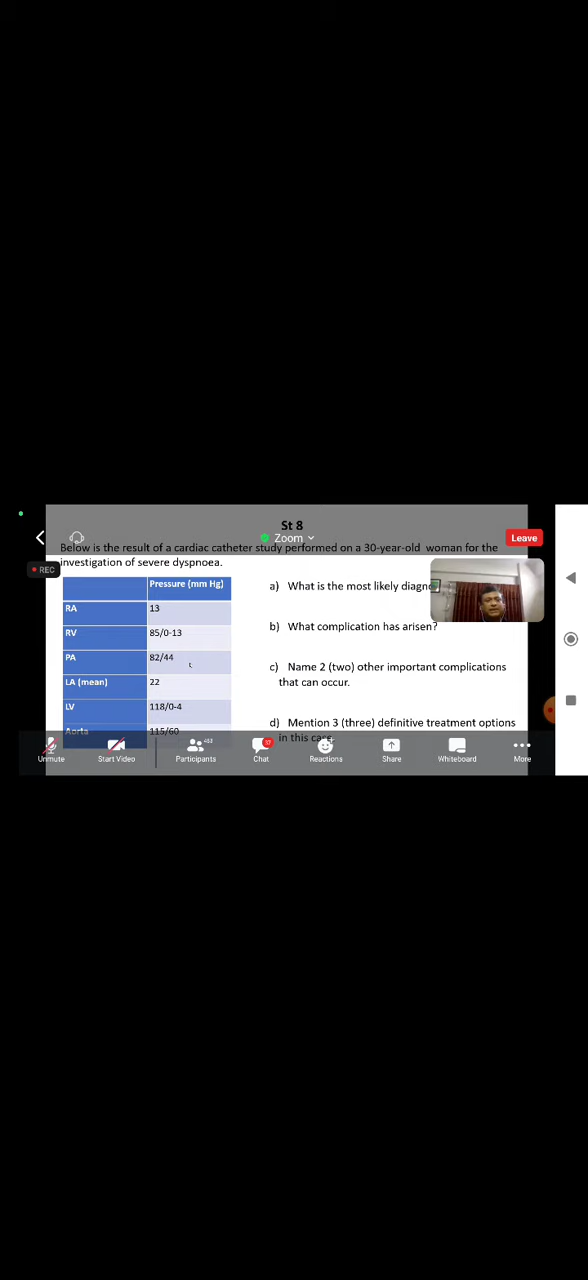 St 8
Zoom
Leave
Below is the result of a cardiac catheter study performed on a 30-year-old woman for the
investigation of severe dyspnoea.
REC
Pressure (mm Hg)
RA 13
RV 85/0-13
PA 82/44
LA (mean) 22
LV 118/0-4
Aorta 115/60
a) What is the most likely
b) What complication has arisen?
c) Name 2 (two) other important complications
that can occur.
d) Mention 3 (three) definitive treatment options
in this case.
Unmute
Start Video
Participants
Chat
Reactions
Share
Whiteboard
More